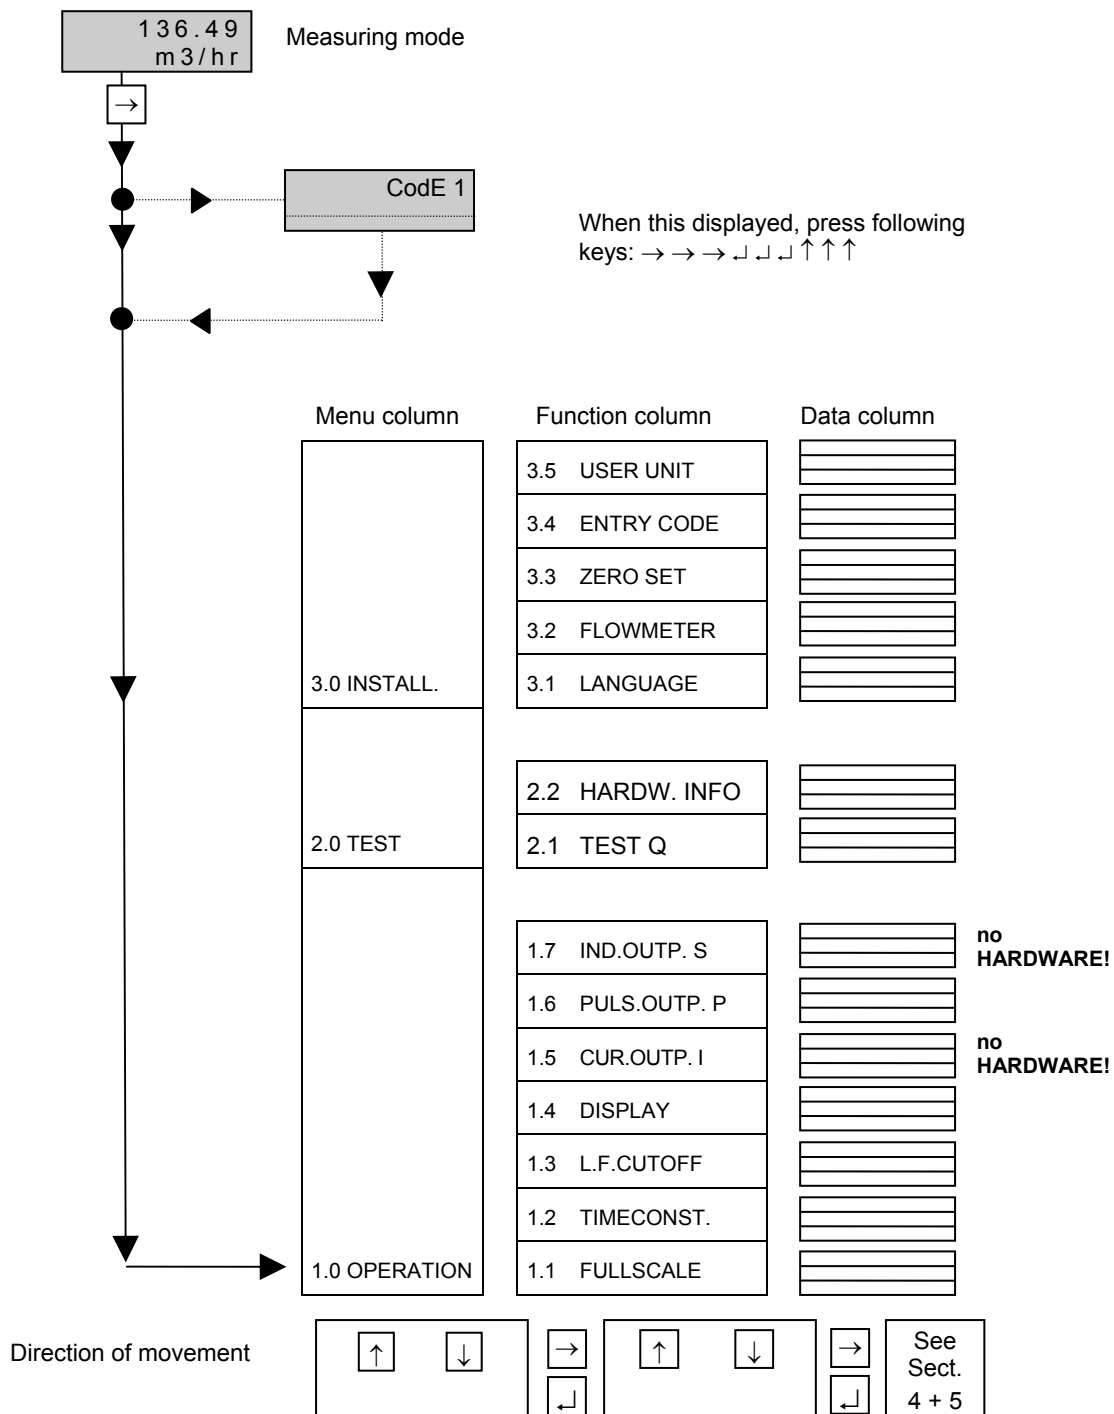 136.49
m3/hr
Measuring mode
→
CodE 1
When this displayed, press following
keys: → → → ↵ ↵ ↵ ↑ ↑ ↑
Menu column
Function column
Data column
3.5 USER UNIT
3.4 ENTRY CODE
3.3 ZERO SET
3.2 FLOWMETER
3.0 INSTALL.
3.1 LANGUAGE
2.2 HARDW. INFO
2.0 TEST
2.1 TEST Q
1.7 IND.OUTP. S
no
HARDWARE!
1.6 PULS.OUTP. P
1.5 CUR.OUTP. I
no
HARDWARE!
1.4 DISPLAY
1.3 L.F.CUTOFF
1.2 TIMECONST.
1.0 OPERATION
1.1 FULLSCALE
Direction of movement
↑ ↓ → ↑ ↓ →
↵ ↵
See
Sect.
4 + 5